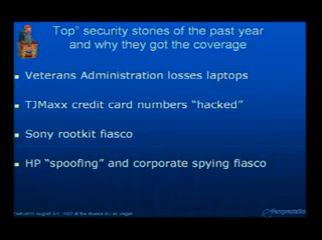 Top" security stories of the past year
and why they got the coverage
Veterans Administration losses laptops
TJMaxx credit card numbers "hacked"
Sony rootkit fiasco
HP "spoofing" and corporate spying fiasco